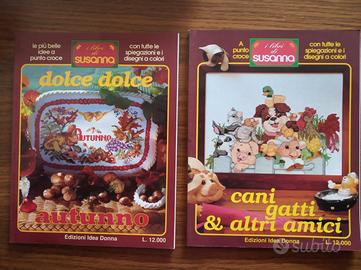 le più belle
idee a
punto croce
i libri
di
susanna
con tutte le
spiegazioni e i
disegni a colori
dolce dolce
AUTUNNO
autunno
Edizioni Idea Donna
L. 12.000
A
punto
croce
i libri
di
susanna
con tutte le
spiegazioni e i
disegni a colori
cani
gatti
& altri amici
Edizioni Idea Donna
L. 12.000
subito